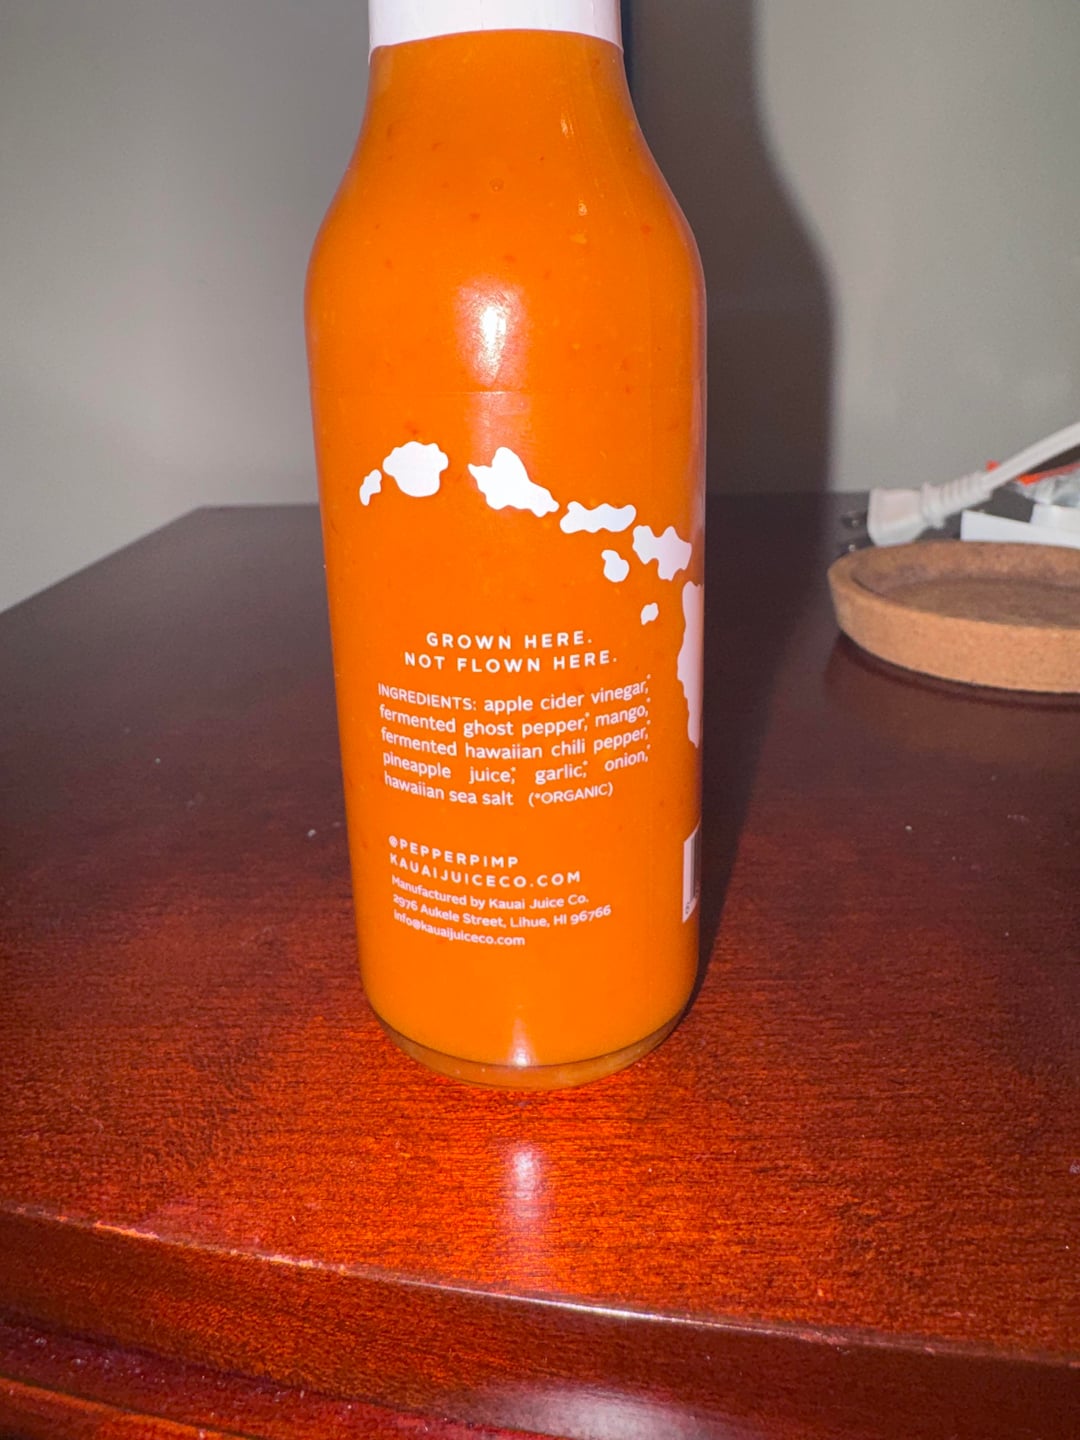 GROWN HERE.
NOT FLOWN HERE.
INGREDIENTS: apple cider vinegar,*
fermented ghost pepper,* mango,*
fermented hawaiian chili pepper,*
pineapple juice,* garlic,* onion,*
hawaiian sea salt (*ORGANIC)
@PEPPERPIMP
KAUAIJUICECO.COM
Manufactured by Kauai Juice Co.
2976 Aukele Street, Lihue, HI 96766
info@kauaijuiceco.com